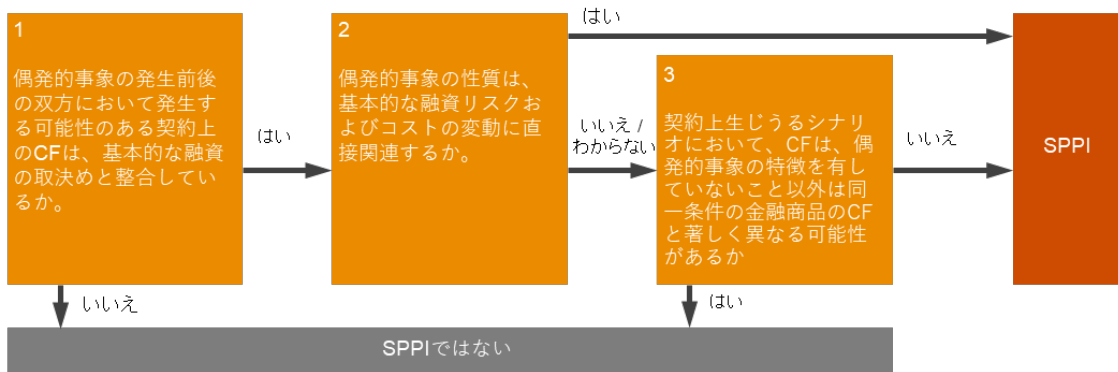 はい
1
偶発的事象の発生前後
の双方において発生す
る可能性のある契約上
のCFは、基本的な融資
の取決めと整合してい
るか。
はい
2
偶発的事象の性質は、
基本的な融資リスクお
よびコストの変動に直
接関連するか。
いいえ /
わからない
3
契約上生じうるシナリ
オにおいて、CFは、偶
発的事象の特徴を有し
ていないこと以外は同
一条件の金融商品のCF
と著しく異なる可能性
があるか
いいえ
SPPI
いいえ
はい
SPPIではない